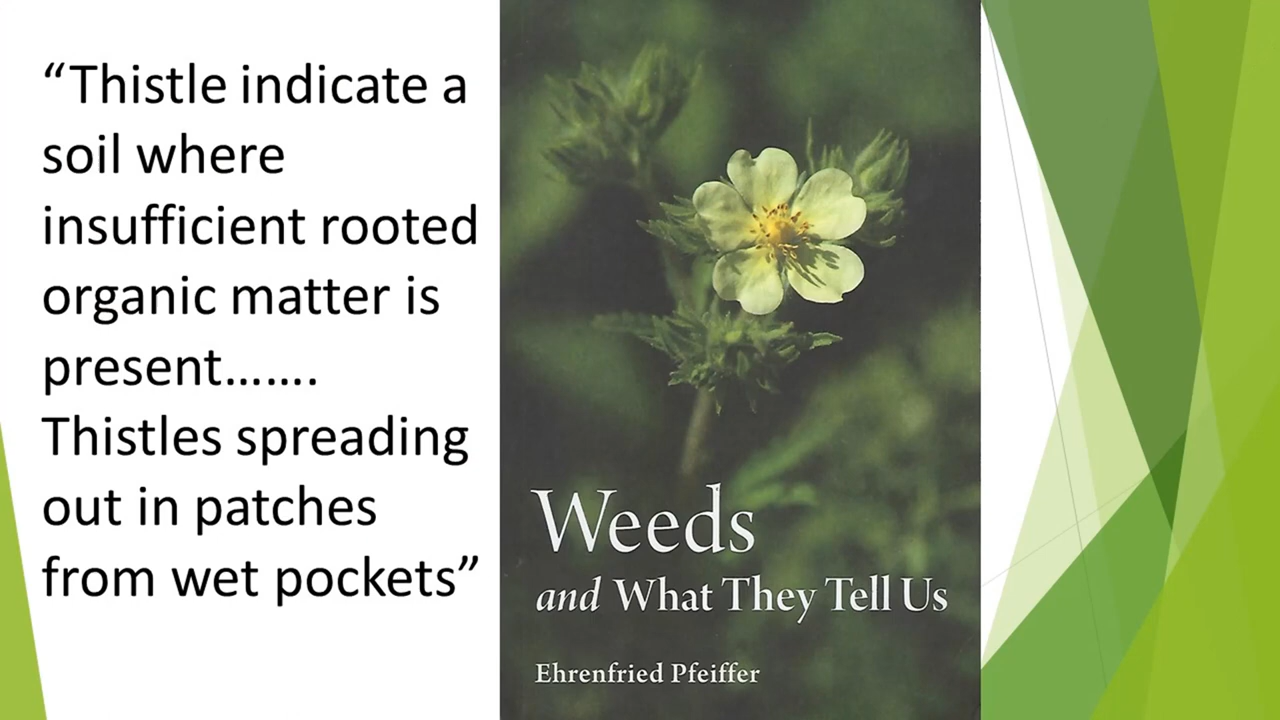 “Thistle indicate a
soil where
insufficient rooted
organic matter is
present…….
Thistles spreading
out in patches
from wet pockets”
Weeds
and What They Tell Us
Ehrenfried Pfeiffer